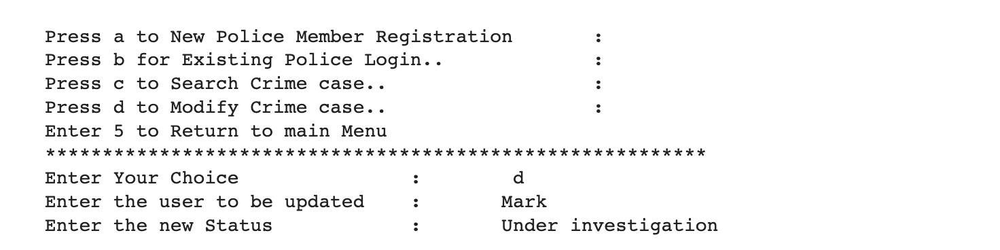 Press a to New Police Member Registration :
Press b for Existing Police Login.. :
Press c to Search Crime case.. :
Press d to Modify Crime case.. :
Enter 5 to Return to main Menu
**********************************************************
Enter Your Choice : d
Enter the user to be updated : Mark
Enter the new Status : Under investigation